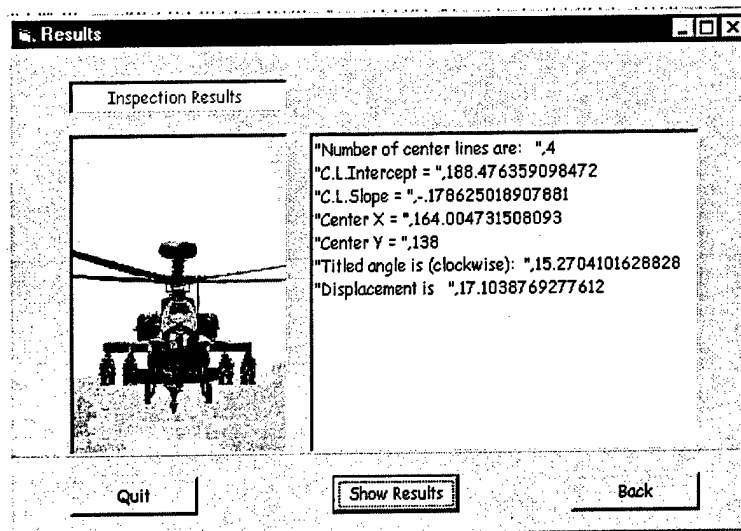 Results
Inspection Results
"Number of center lines are:   ",4
"C.L.Intercept = ",188.476359098472
"C.L.Slope = ",-.178625018907881
"Center X = ",164.004731508093
"Center Y = ",138
"Titled angle is (clockwise):  ",15.2704101628828
"Displacement is   ",17.1038769277612
Quit
Show Results
Back